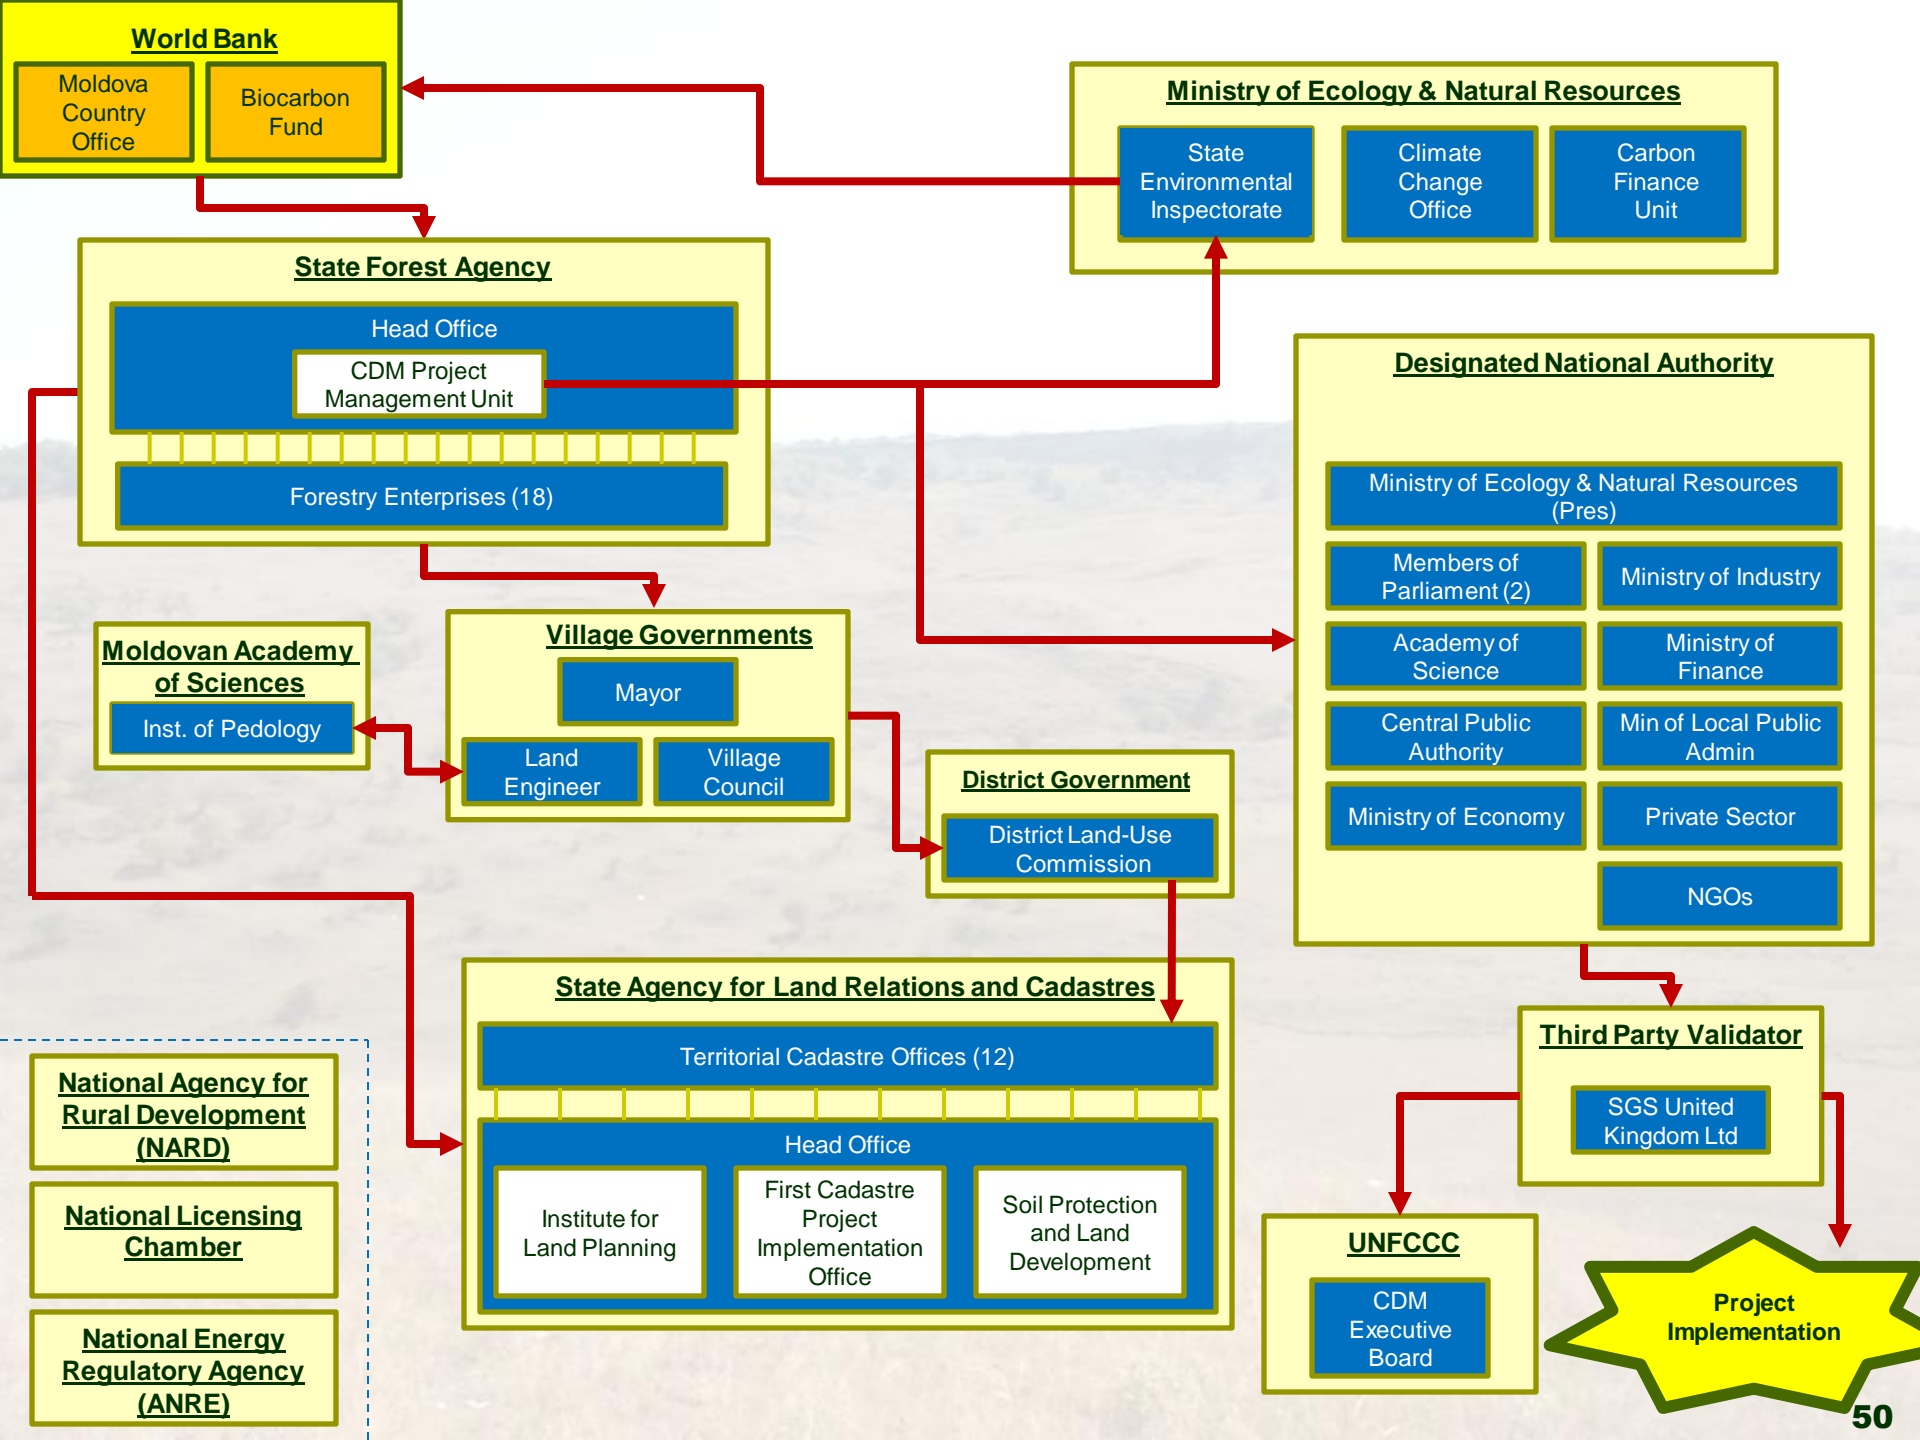 World Bank
Moldova
Country
Office
Biocarbon
Fund
Ministry of Ecology & Natural Resources
State
Environmental
Inspectorate
Climate
Change
Office
Carbon
Finance
Unit
State Forest Agency
Head Office
CDM Project
Management Unit
Forestry Enterprises (18)
Designated National Authority
Ministry of Ecology & Natural Resources
(Pres)
Members of
Parliament (2)
Ministry of Industry
Academy of
Science
Ministry of
Finance
Central Public
Authority
Min of Local Public
Admin
Ministry of Economy
Private Sector
NGOs
Moldovan Academy
of Sciences
Inst. of Pedology
Village Governments
Mayor
Land
Engineer
Village
Council
District Government
District Land-Use
Commission
State Agency for Land Relations and Cadastres
Territorial Cadastre Offices (12)
Head Office
Institute for
Land Planning
First Cadastre
Project
Implementation
Office
Soil Protection
and Land
Development
Third Party Validator
SGS United
Kingdom Ltd
National Agency for
Rural Development
(NARD)
National Licensing
Chamber
National Energy
Regulatory Agency
(ANRE)
UNFCCC
CDM
Executive
Board
Project
Implementation
50